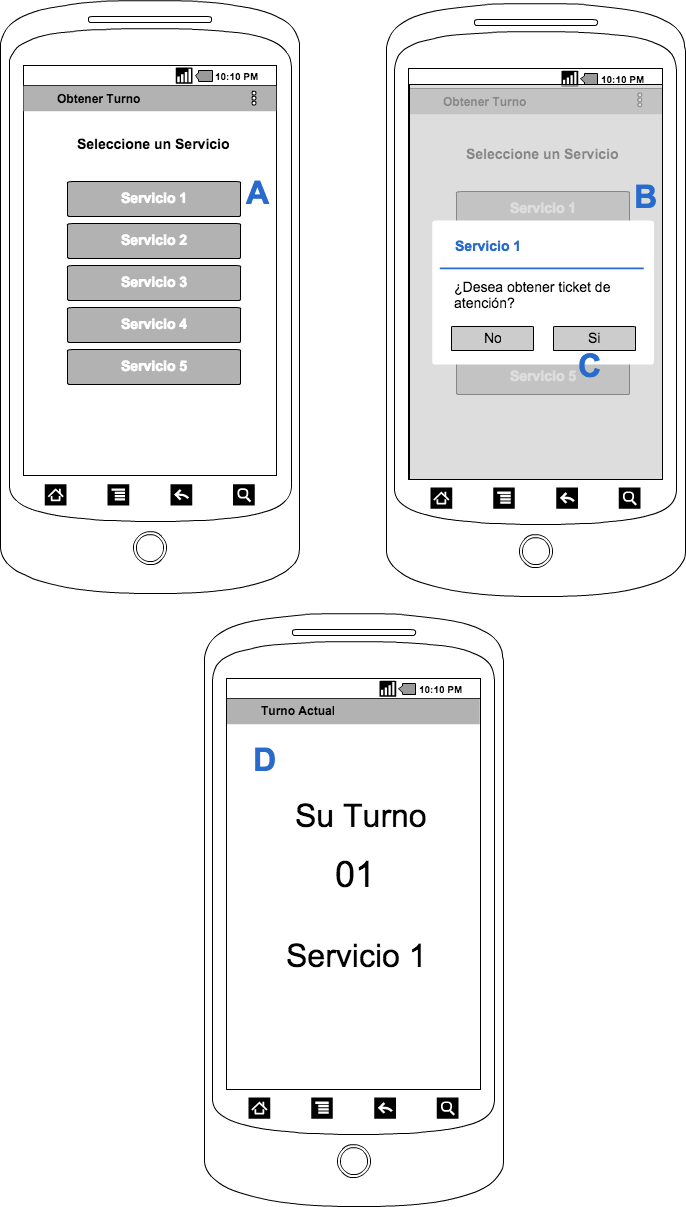 10:10 PM
Obtener Turno
Seleccione un Servicio
Servicio 1
A
Servicio 2
Servicio 3
Servicio 4
Servicio 5
10:10 PM
Obtener Turno
Seleccione un Servicio
B
Servicio 1
Servicio 1
¿Desea obtener ticket de
atención?
No
Si
C
Servicio 5
10:10 PM
Turno Actual
D
Su Turno
01
Servicio 1